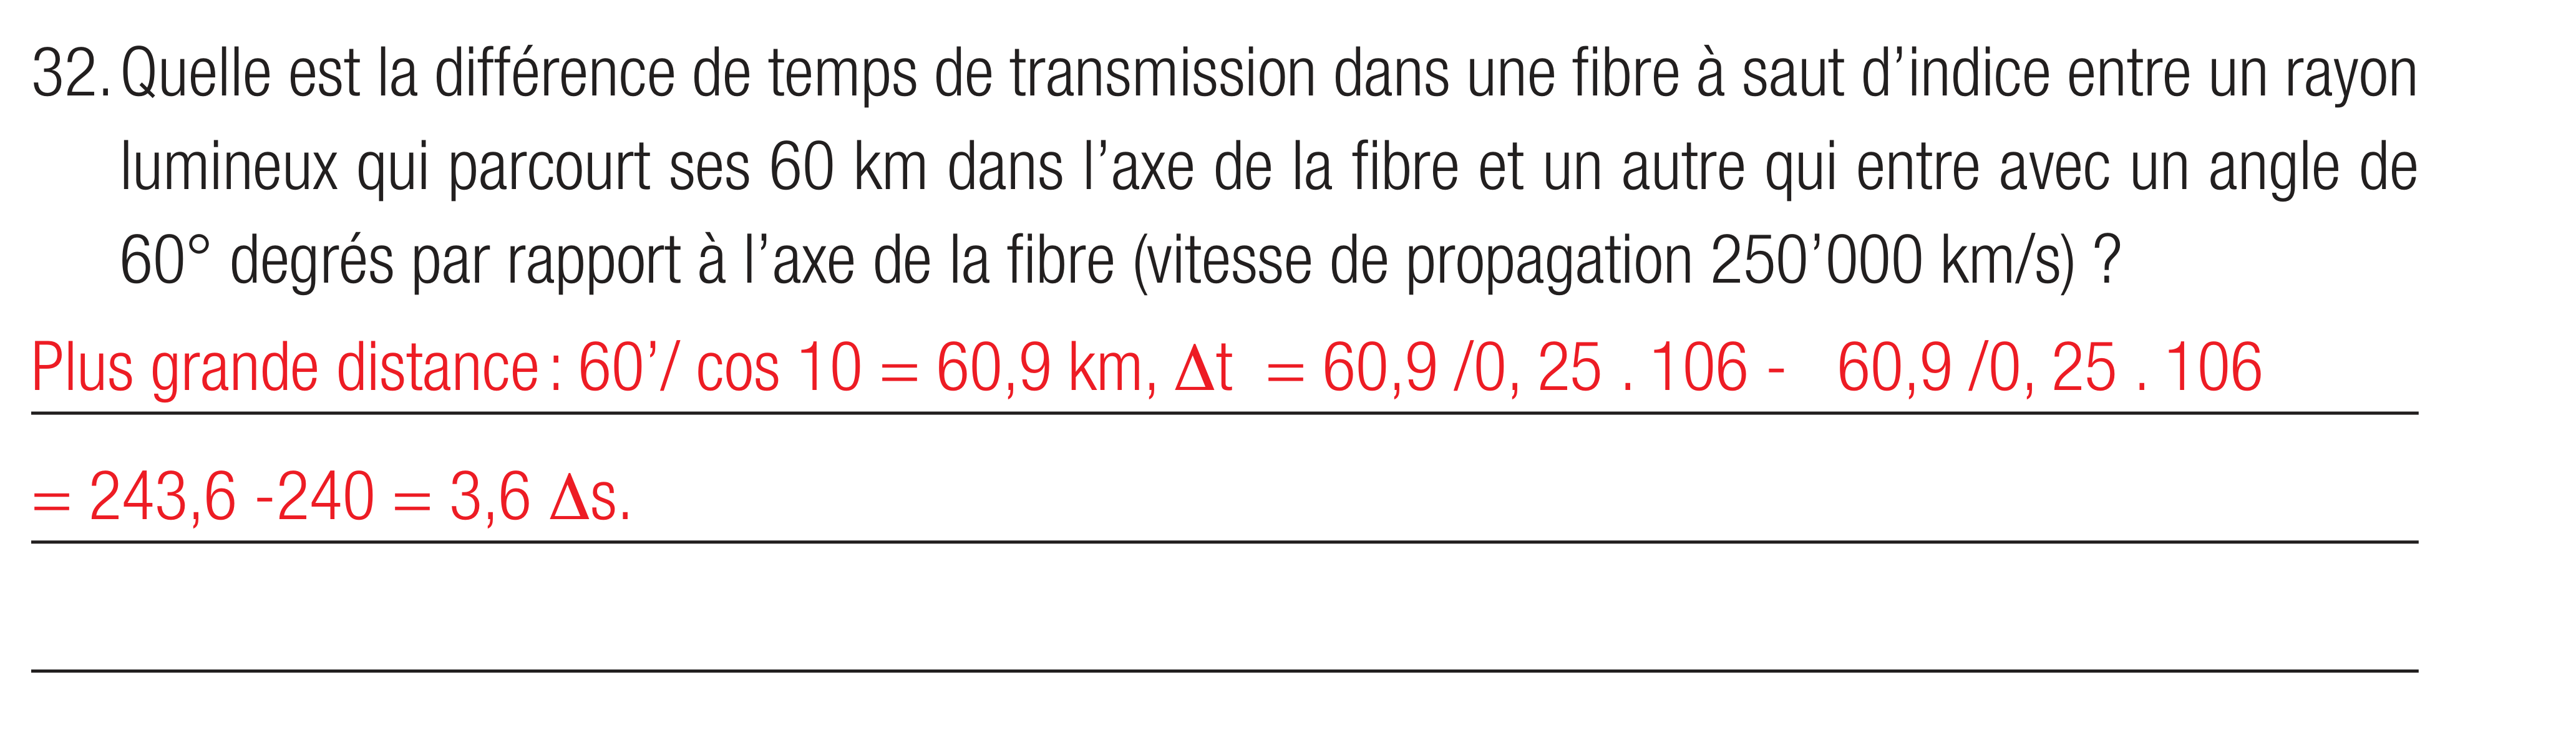 32. Quelle est la différence de temps de transmission dans une fibre à saut d’indice entre un rayon
lumineux qui parcourt ses 60 km dans l’axe de la fibre et un autre qui entre avec un angle de
60° degrés par rapport à l’axe de la fibre (vitesse de propagation 250’000 km/s) ?
Plus grande distance : 60’/ cos 10 = 60,9 km, Δt = 60,9 /0, 25 . 106 - 60,9 /0, 25 . 106
= 243,6 -240 = 3,6 Δs.